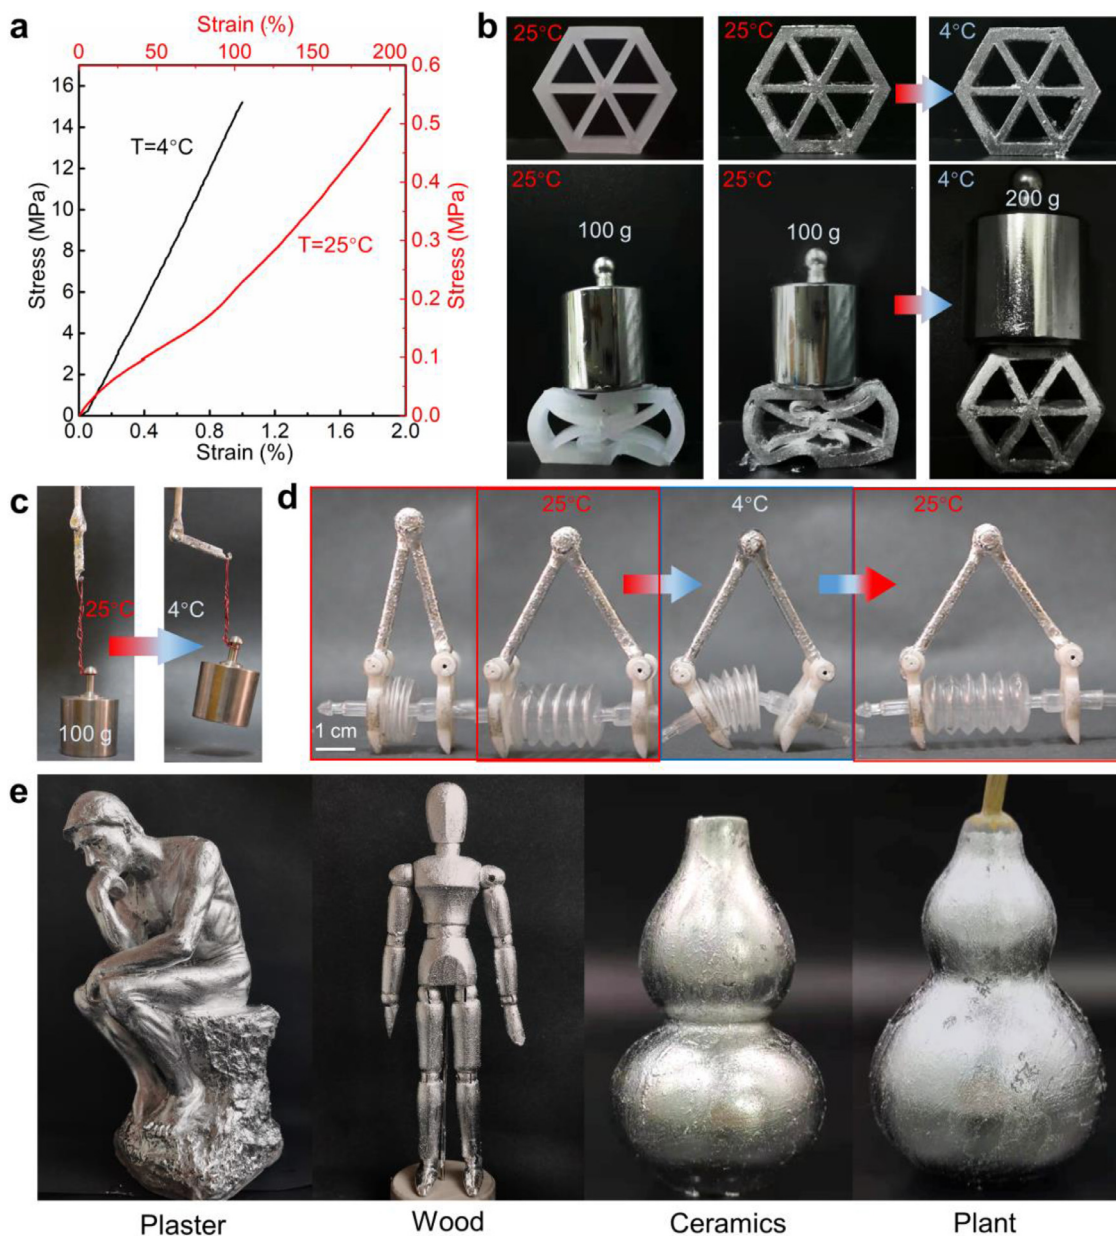 a
Strain (%)
0 50 100 150 200
16
14
12
10
8
6
4
2
0
Stress (MPa)
T=4°C
T=25°C
0.6
0.5
0.4
0.3
0.2
0.1
0.0
Stress (MPa)
0.0 0.4 0.8 1.2 1.6 2.0
Strain (%)
b
25°C
25°C
4°C
25°C
100 g
25°C
100 g
4°C
200 g
c
25°C
4°C
100 g
d
25°C
4°C
25°C
1 cm
e
Plaster
Wood
Ceramics
Plant